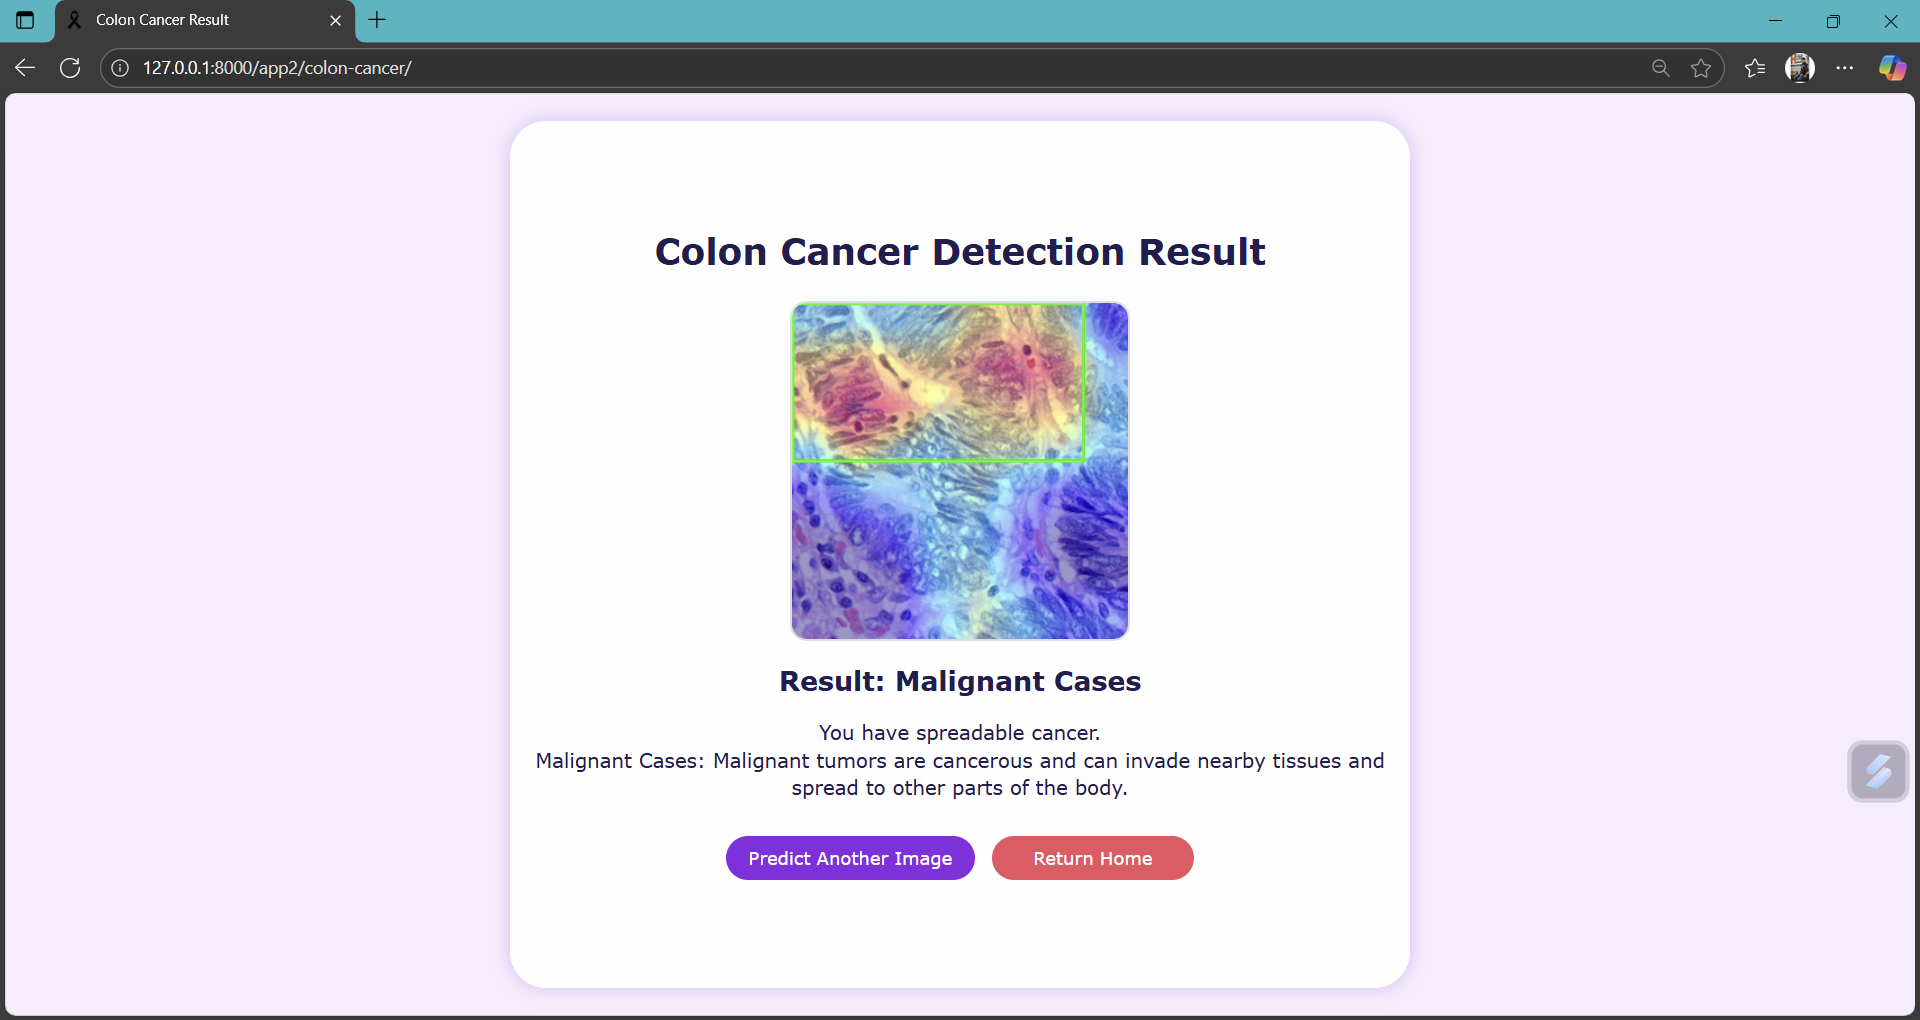 Colon Cancer Result
127.0.0.1:8000/app2/colon-cancer/
Colon Cancer Detection Result
Result: Malignant Cases
You have spreadable cancer.
Malignant Cases: Malignant tumors are cancerous and can invade nearby tissues and
spread to other parts of the body.
Predict Another Image
Return Home